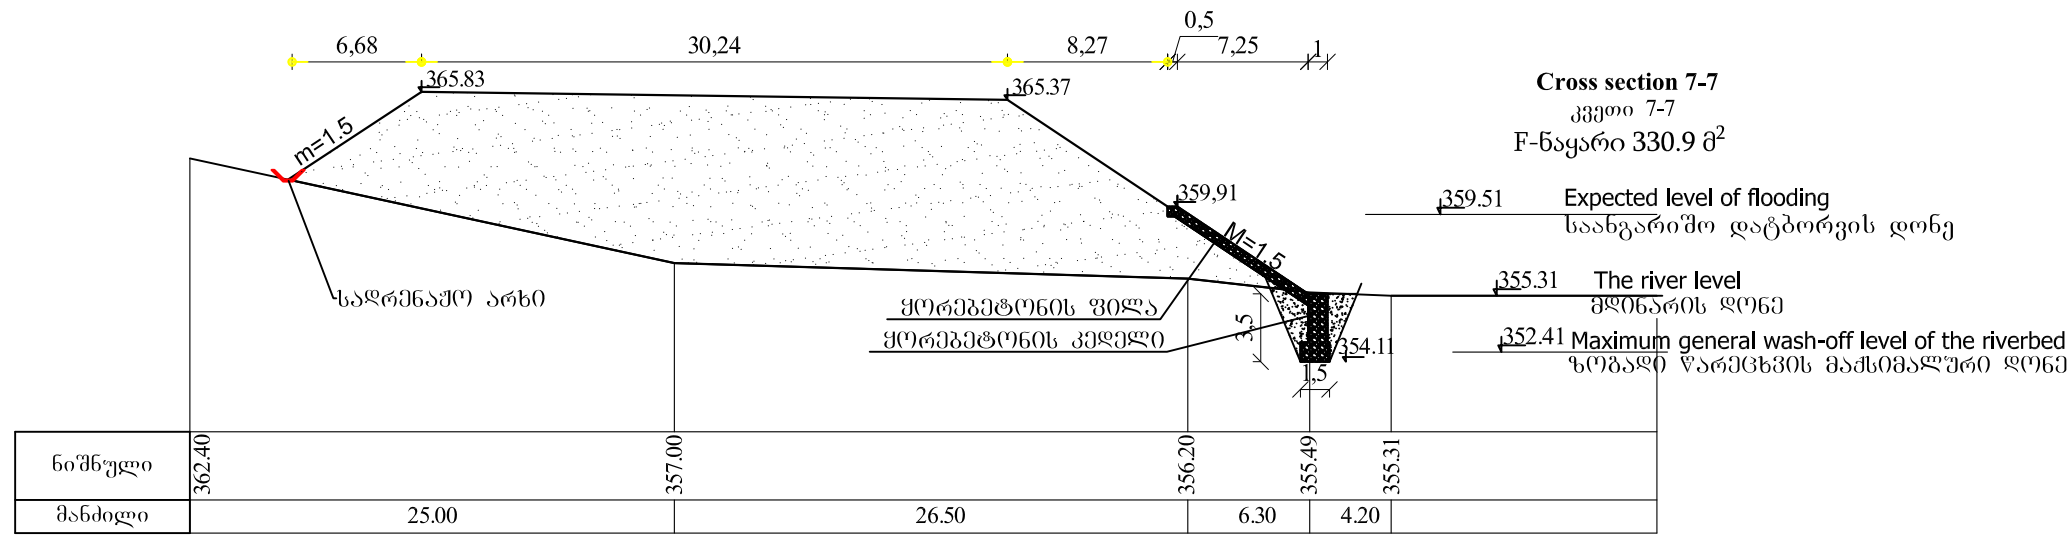 0,5
6,68
30,24
8,27
7,25
1
365.83
365.37
Cross section 7-7
კვეთი 7-7
F-ნაყარი 330.9 მ²
m=1.5
359,91
359.51
Expected level of flooding
საანგარიშო დატბორვის დონე
M=1.5
სადრენაჟო არხი
355.31
The river level
მდინარის დონე
ყორებეტონის ფილა
ყორებეტონის კედელი
3,5
354.11
352.41
Maximum general wash-off level of the riverbed
ზოგადი წარეცხვის მაქსიმალური დონე
1,5
ნიშნული
362.40
357.00
356.20
355.49
355.31
მანძილი
25.00
26.50
6.30
4.20